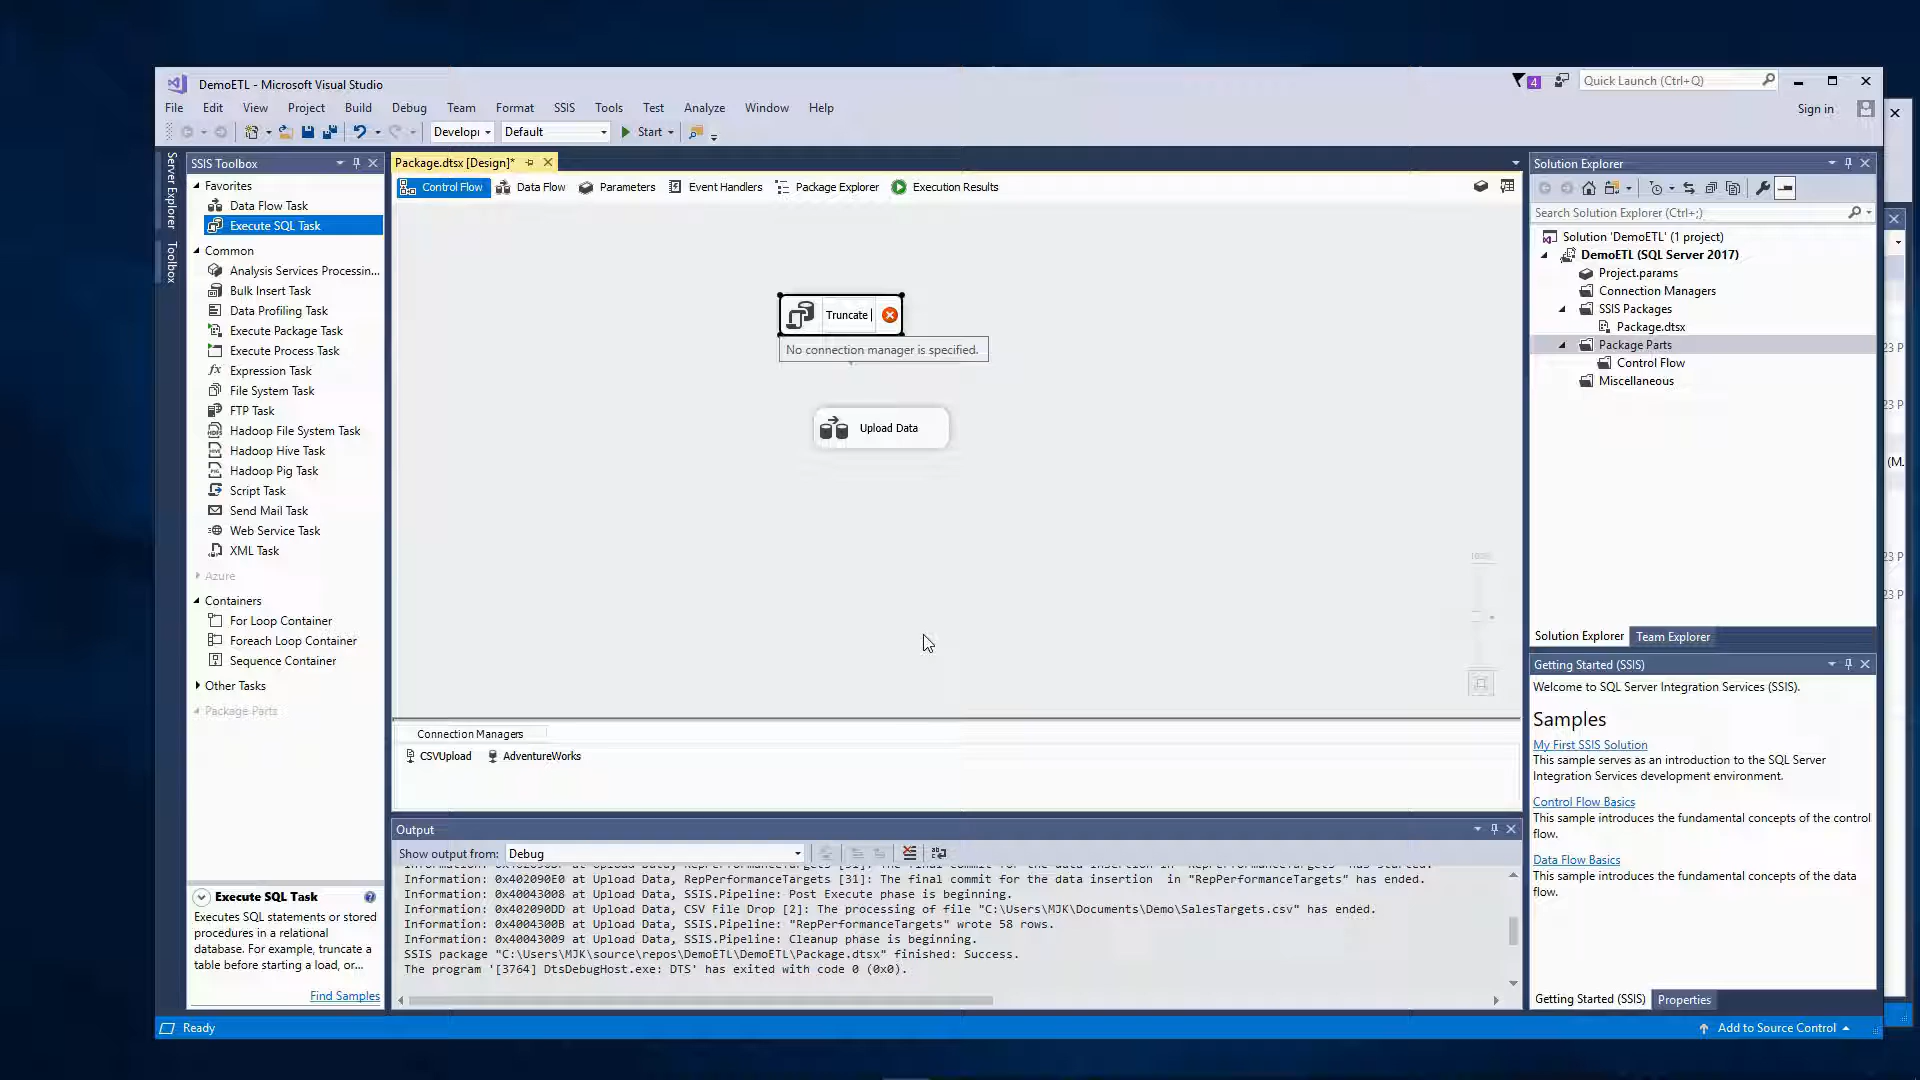 DemoETL - Microsoft Visual Studio
4
Quick Launch (Ctrl+Q)
File Edit View Project Build Debug Team Format SSIS Tools Test Analyze Window Help
Sign in
Developi Default Start
Server Explorer
Toolbox
SSIS Toolbox
Favorites
Data Flow Task
Execute SQL Task
Common
Analysis Services Processin...
Bulk Insert Task
Data Profiling Task
Execute Package Task
Execute Process Task
Expression Task
File System Task
FTP Task
Hadoop File System Task
Hadoop Hive Task
Hadoop Pig Task
Script Task
Send Mail Task
Web Service Task
XML Task
Azure
Containers
For Loop Container
Foreach Loop Container
Sequence Container
Other Tasks
Package Parts
Execute SQL Task
Executes SQL statements or stored
procedures in a relational
database. For example, truncate a
table before starting a load, or...
Find Samples
Package.dtsx [Design]*
Control Flow Data Flow Parameters Event Handlers Package Explorer Execution Results
Truncate
No connection manager is specified.
Upload Data
Connection Managers
CSVUpload AdventureWorks
Output
Show output from: Debug
Information: 0x402090E0 at Upload Data, RepPerformanceTargets [31]: The final commit for the data insertion  in "RepPerformanceTargets" has ended.
Information: 0x40043008 at Upload Data, SSIS.Pipeline: Post Execute phase is beginning.
Information: 0x402090DD at Upload Data, CSV File Drop [2]: The processing of file "C:\Users\MJK\Documents\Demo\SalesTargets.csv" has ended.
Information: 0x4004300B at Upload Data, SSIS.Pipeline: "RepPerformanceTargets" wrote 58 rows.
Information: 0x40043009 at Upload Data, SSIS.Pipeline: Cleanup phase is beginning.
SSIS package "C:\Users\MJK\source\repos\DemoETL\DemoETL\Package.dtsx" finished: Success.
The program '[3764] DtsDebugHost.exe: DTS' has exited with code 0 (0x0).
Solution Explorer
Search Solution Explorer (Ctrl+;)
Solution 'DemoETL' (1 project)
DemoETL (SQL Server 2017)
Project.params
Connection Managers
SSIS Packages
Package.dtsx
Package Parts
Control Flow
Miscellaneous
Solution Explorer Team Explorer
Getting Started (SSIS)
Welcome to SQL Server Integration Services (SSIS).
Samples
My First SSIS Solution
This sample serves as an introduction to the SQL Server
Integration Services development environment.
Control Flow Basics
This sample introduces the fundamental concepts of the control
flow.
Data Flow Basics
This sample introduces the fundamental concepts of the data
flow.
Getting Started (SSIS) Properties
23 P
23 P
(M.
23 P
23 P
Ready
Add to Source Control